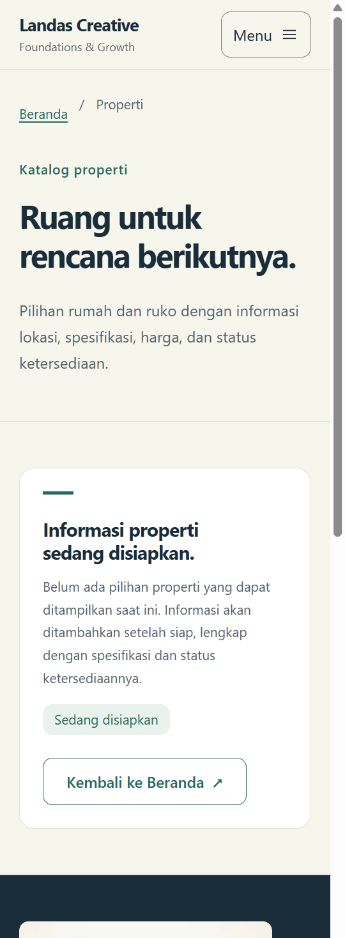 Landas Creative
Foundations & Growth
Menu
Beranda / Properti
Katalog properti
Ruang untuk
rencana berikutnya.
Pilihan rumah dan ruko dengan informasi
lokasi, spesifikasi, harga, dan status
ketersediaan.
Informasi properti
sedang disiapkan.
Belum ada pilihan properti yang dapat
ditampilkan saat ini. Informasi akan
ditambahkan setelah siap, lengkap
dengan spesifikasi dan status
ketersediaannya.
Sedang disiapkan
Kembali ke Beranda ↗